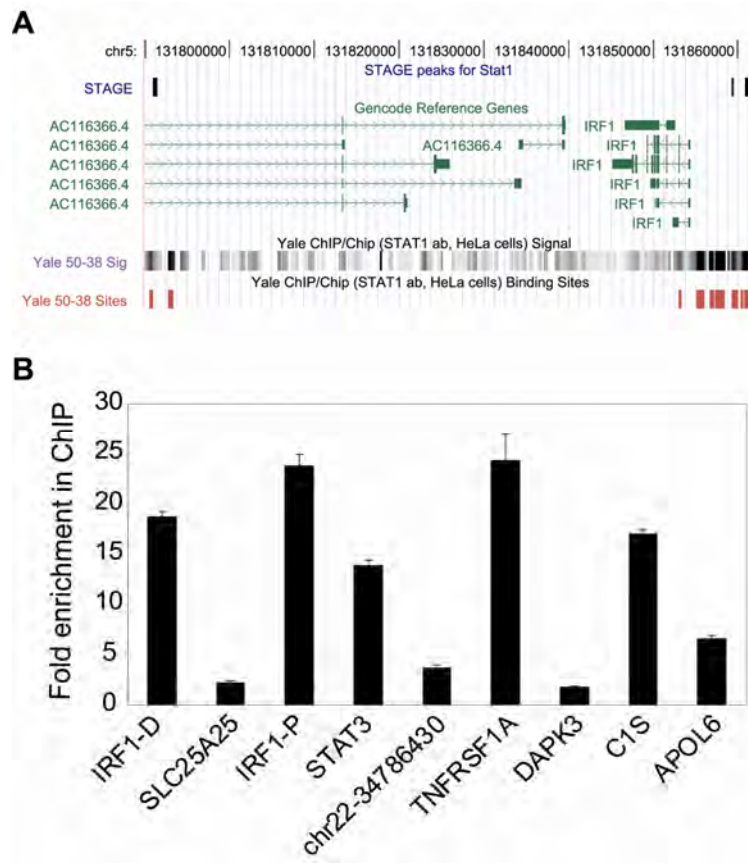 A
chr5: 131800000 131810000 131820000 131830000 131840000 131850000 131860000
STAGE peaks for Stat1
STAGE
Gencode Reference Genes
AC116366.4 IRF1
AC116366.4 AC116366.4 IRF1
AC116366.4 IRF1
AC116366.4 IRF1
AC116366.4 IRF1
IRF1
Yale ChIP/Chip (STAT1 ab, HeLa cells) Signal
Yale 50-38 Sig
Yale ChIP/Chip (STAT1 ab, HeLa cells) Binding Sites
Yale 50-38 Sites
B
Fold enrichment in ChIP
30
25
20
15
10
5
0
IRF1-D
SLC25A25
IRF1-P
STAT3
chr22-34786430
TNFRSF1A
DAPK3
C1S
APOL6